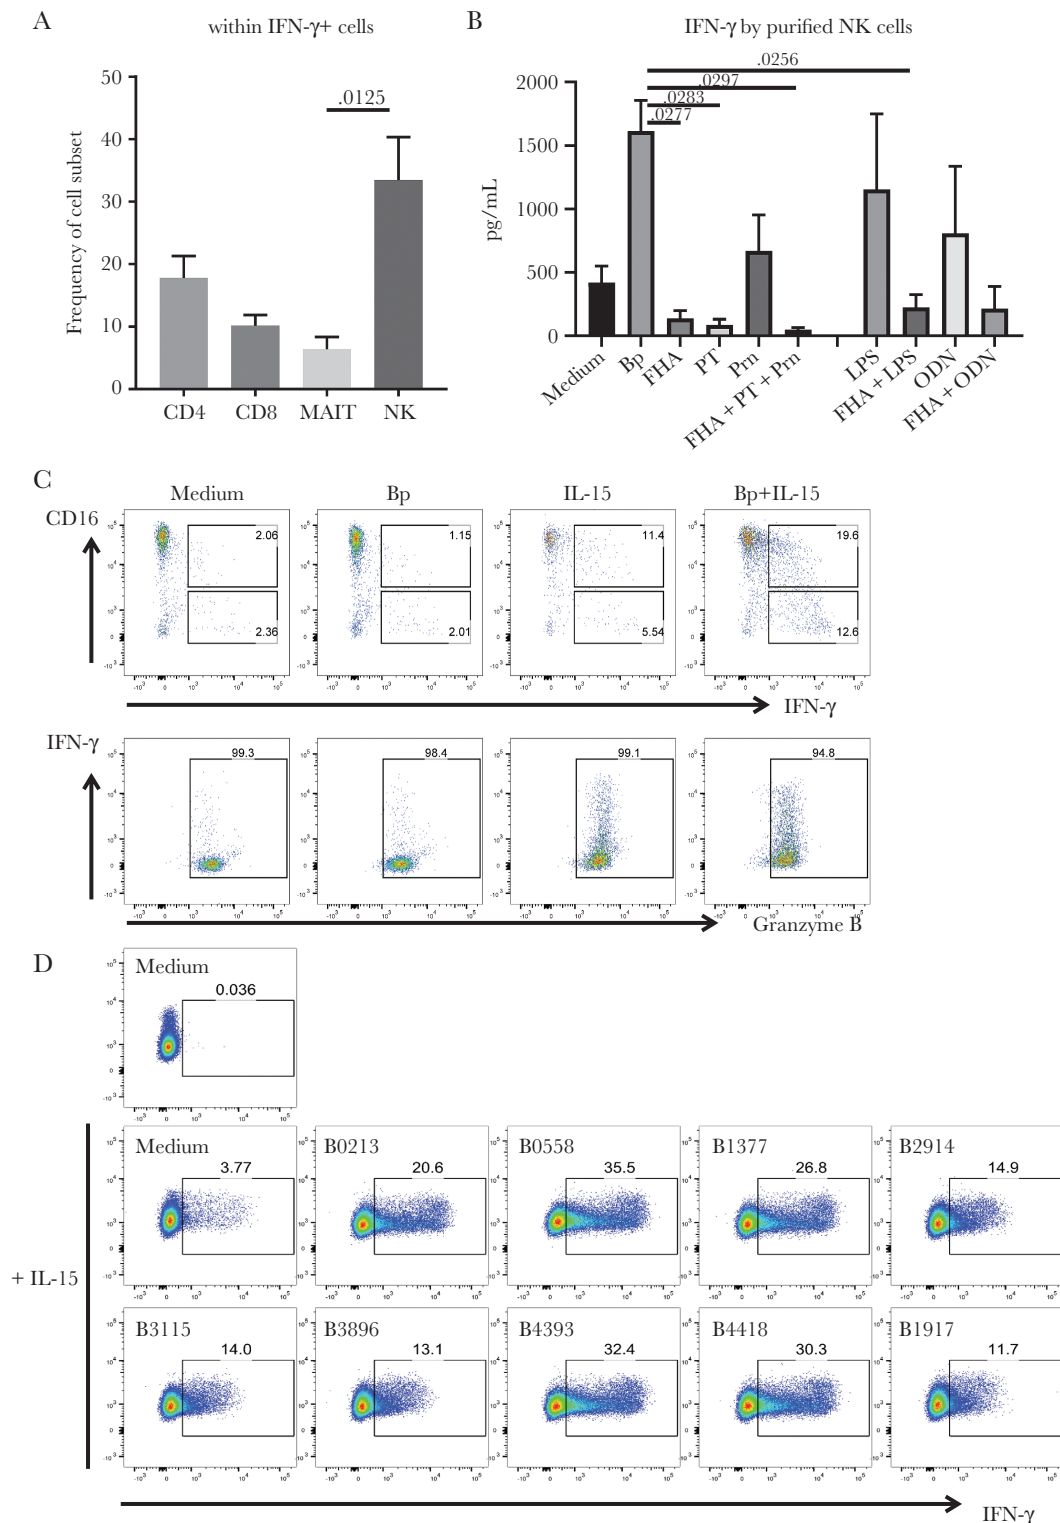 A
within IFN-γ+ cells
Frequency of cell subset
50
40
30
20
10
0
.0125
CD4
CD8
MAIT
NK
B
IFN-γ by purified NK cells
pg/mL
2000
1500
1000
500
0
.0256
.0297
.0283
.0277
Medium
Bp
FHA
PT
Prn
FHA + PT + Prn
LPS
FHA + LPS
ODN
FHA + ODN
C
Medium
Bp
IL-15
Bp+IL-15
CD16
2.06
2.36
1.15
2.01
11.4
5.54
19.6
12.6
IFN-γ
IFN-γ
99.3
98.4
99.1
94.8
Granzyme B
D
Medium
0.036
+ IL-15
Medium
3.77
B0213
20.6
B0558
35.5
B1377
26.8
B2914
14.9
B3115
14.0
B3896
13.1
B4393
32.4
B4418
30.3
B1917
11.7
IFN-γ